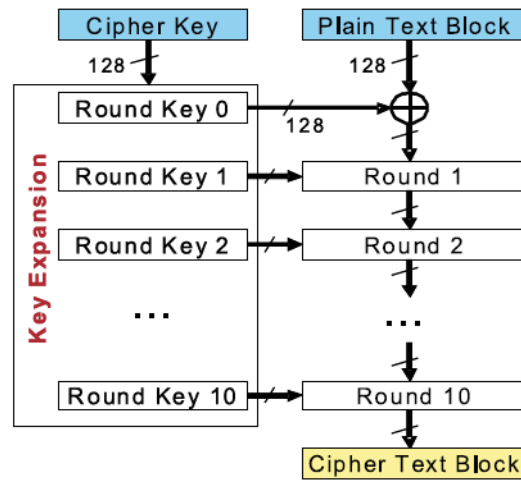 Cipher Key
Plain Text Block
128
128
Round Key 0
128
Key Expansion
Round Key 1
Round 1
Round Key 2
Round 2
...
...
Round Key 10
Round 10
Cipher Text Block